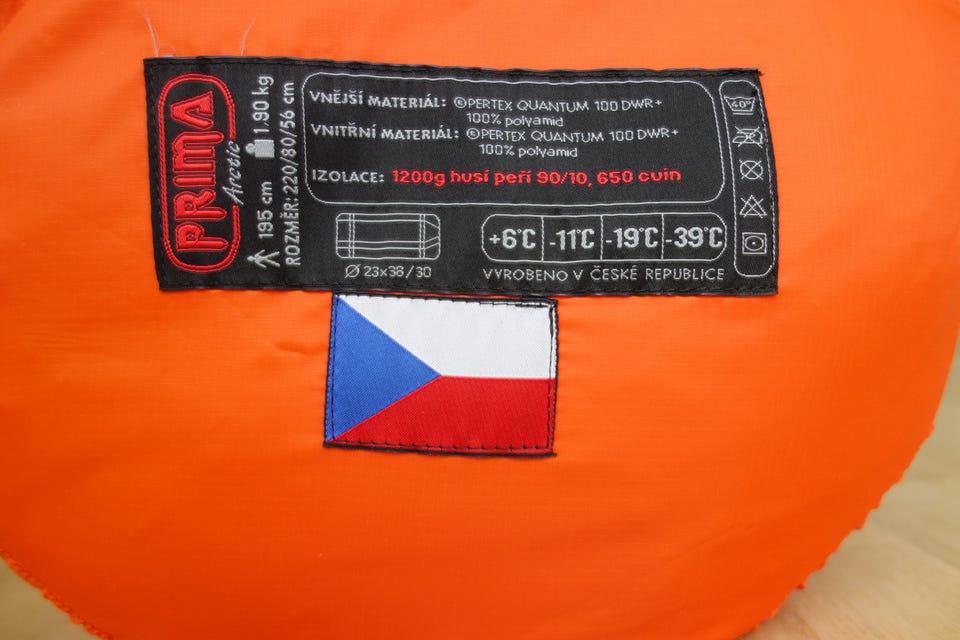 PRIMA
Arctic
195 cm 1.90 kg
ROZMĚR: 220/80/56 cm
VNĚJŠÍ MATERIÁL: ©PERTEX QUANTUM 100 DWR+
100% polyamid
VNITŘNÍ MATERIÁL: ©PERTEX QUANTUM 100 DWR+
100% polyamid
IZOLACE: 1200g husí peří 90/10, 650 cuin
Ø 23x38/30
+6°C -11°C -19°C -39°C
VYROBENO V ČESKÉ REPUBLICE
40°